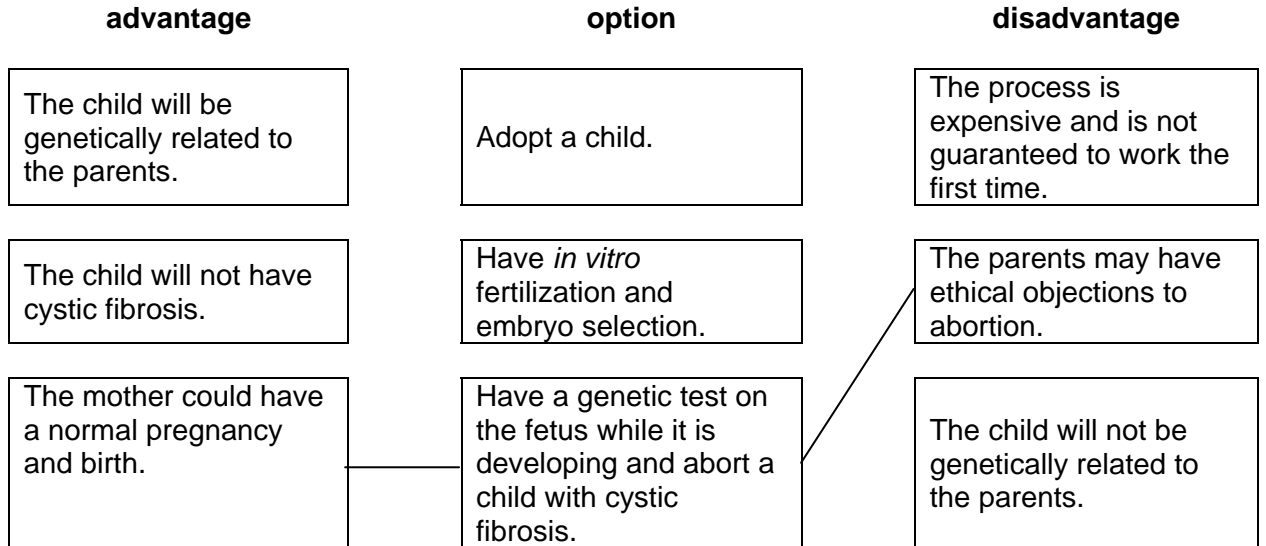 advantage
option
disadvantage
The child will be
genetically related to
the parents.
Adopt a child.
The process is
expensive and is not
guaranteed to work the
first time.
The child will not have
cystic fibrosis.
Have in vitro
fertilization and
embryo selection.
The parents may have
ethical objections to
abortion.
The mother could have
a normal pregnancy
and birth.
Have a genetic test on
the fetus while it is
developing and abort a
child with cystic
fibrosis.
The child will not be
genetically related to
the parents.